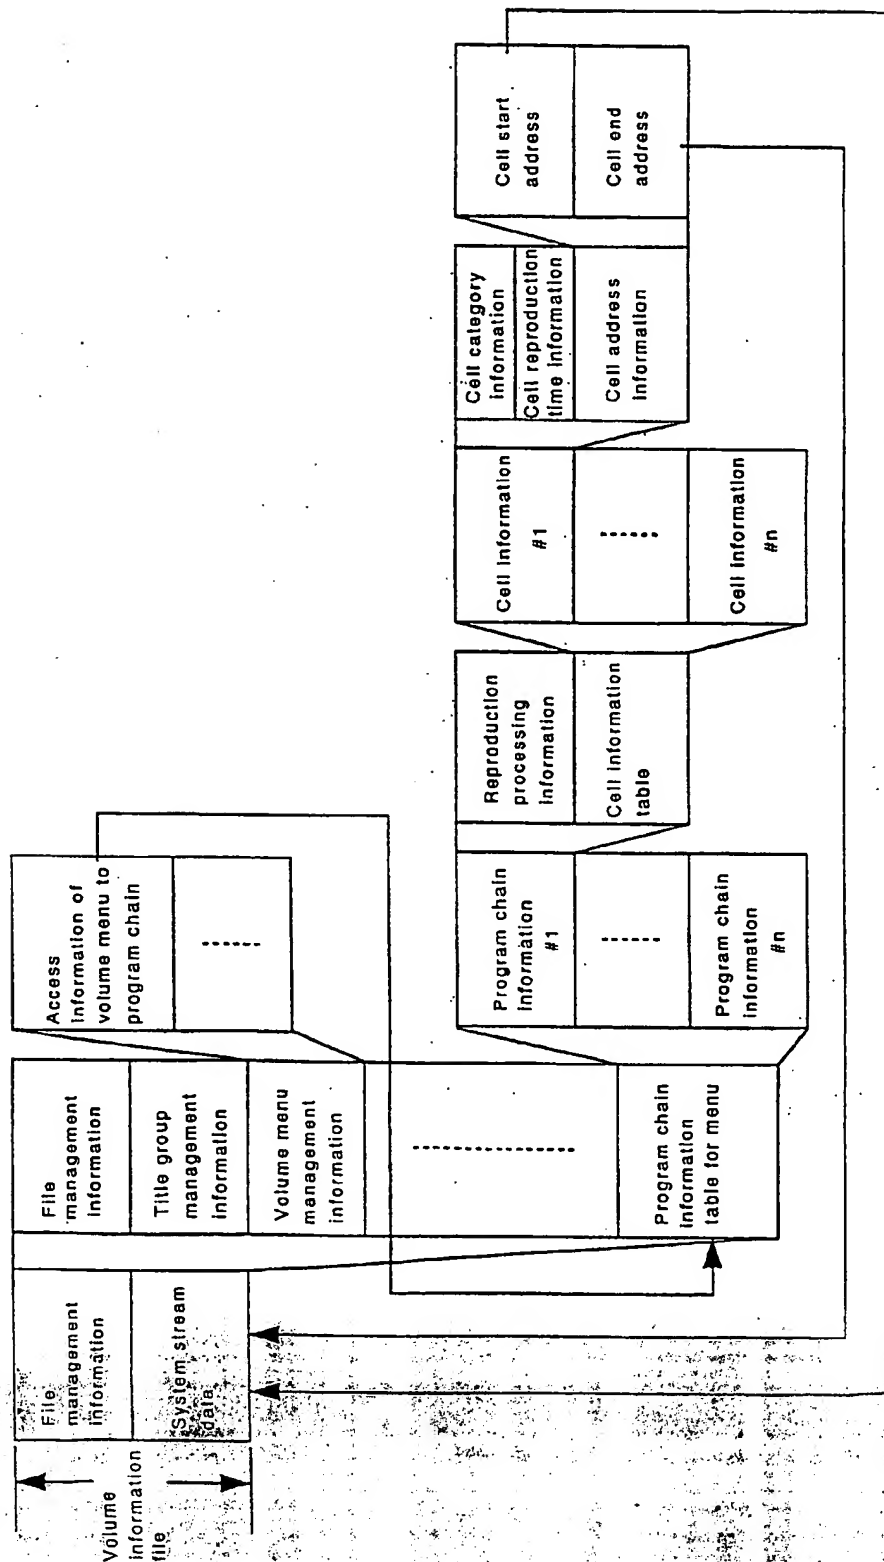 Volume
information
file
File
management
information
System stream
data
File
management
information
Title group
management
information
Volume menu
management
information
Program chain
information
table for menu
Access
information of
volume menu to
program chain
Program chain
information
#1
Program chain
information
#n
Reproduction
processing
information
Cell information
table
Cell information
#1
Cell information
#n
Cell category
information
Cell reproduction
time information
Cell address
information
Cell start
address
Cell end
address